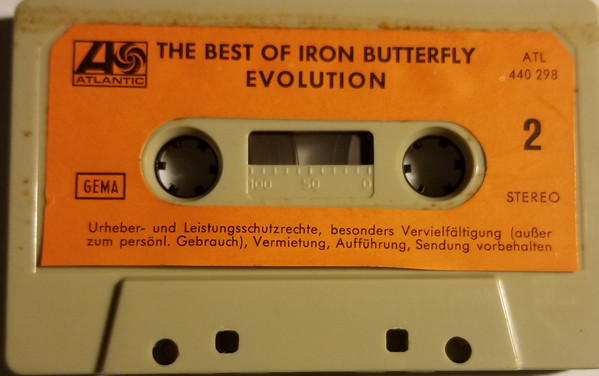 ATLANTIC
THE BEST OF IRON BUTTERFLY
EVOLUTION
ATL
440 298
2
STEREO
GEMA
100 50 0
Urheber- und Leistungsschutzrechte, besonders Vervielfältigung (außer
zum persönl. Gebrauch), Vermietung, Aufführung, Sendung vorbehalten